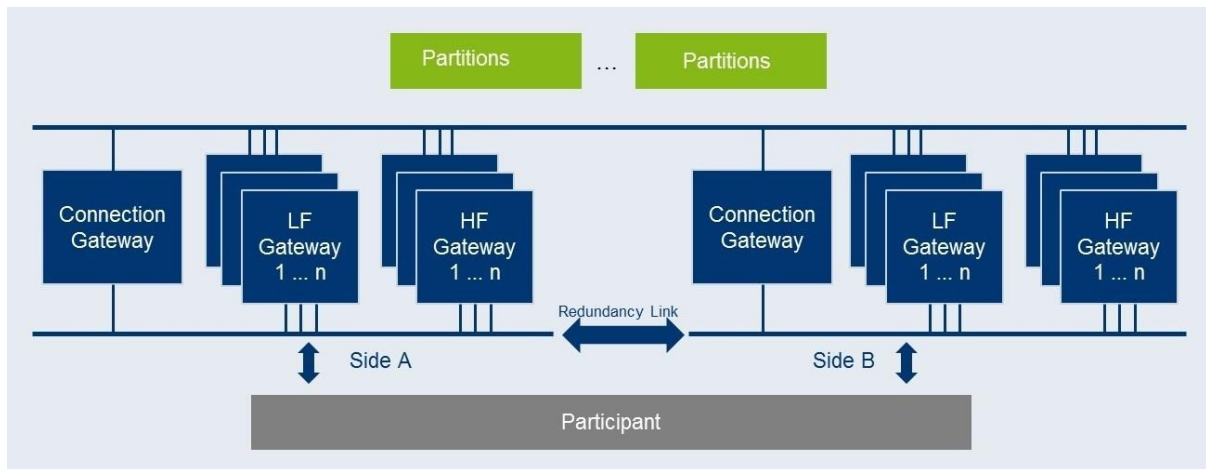 Partitions
...
Partitions
Connection
Gateway
LF
Gateway
1 ... n
HF
Gateway
1 ... n
Connection
Gateway
LF
Gateway
1 ... n
HF
Gateway
1 ... n
Redundancy Link
Side A
Side B
Participant